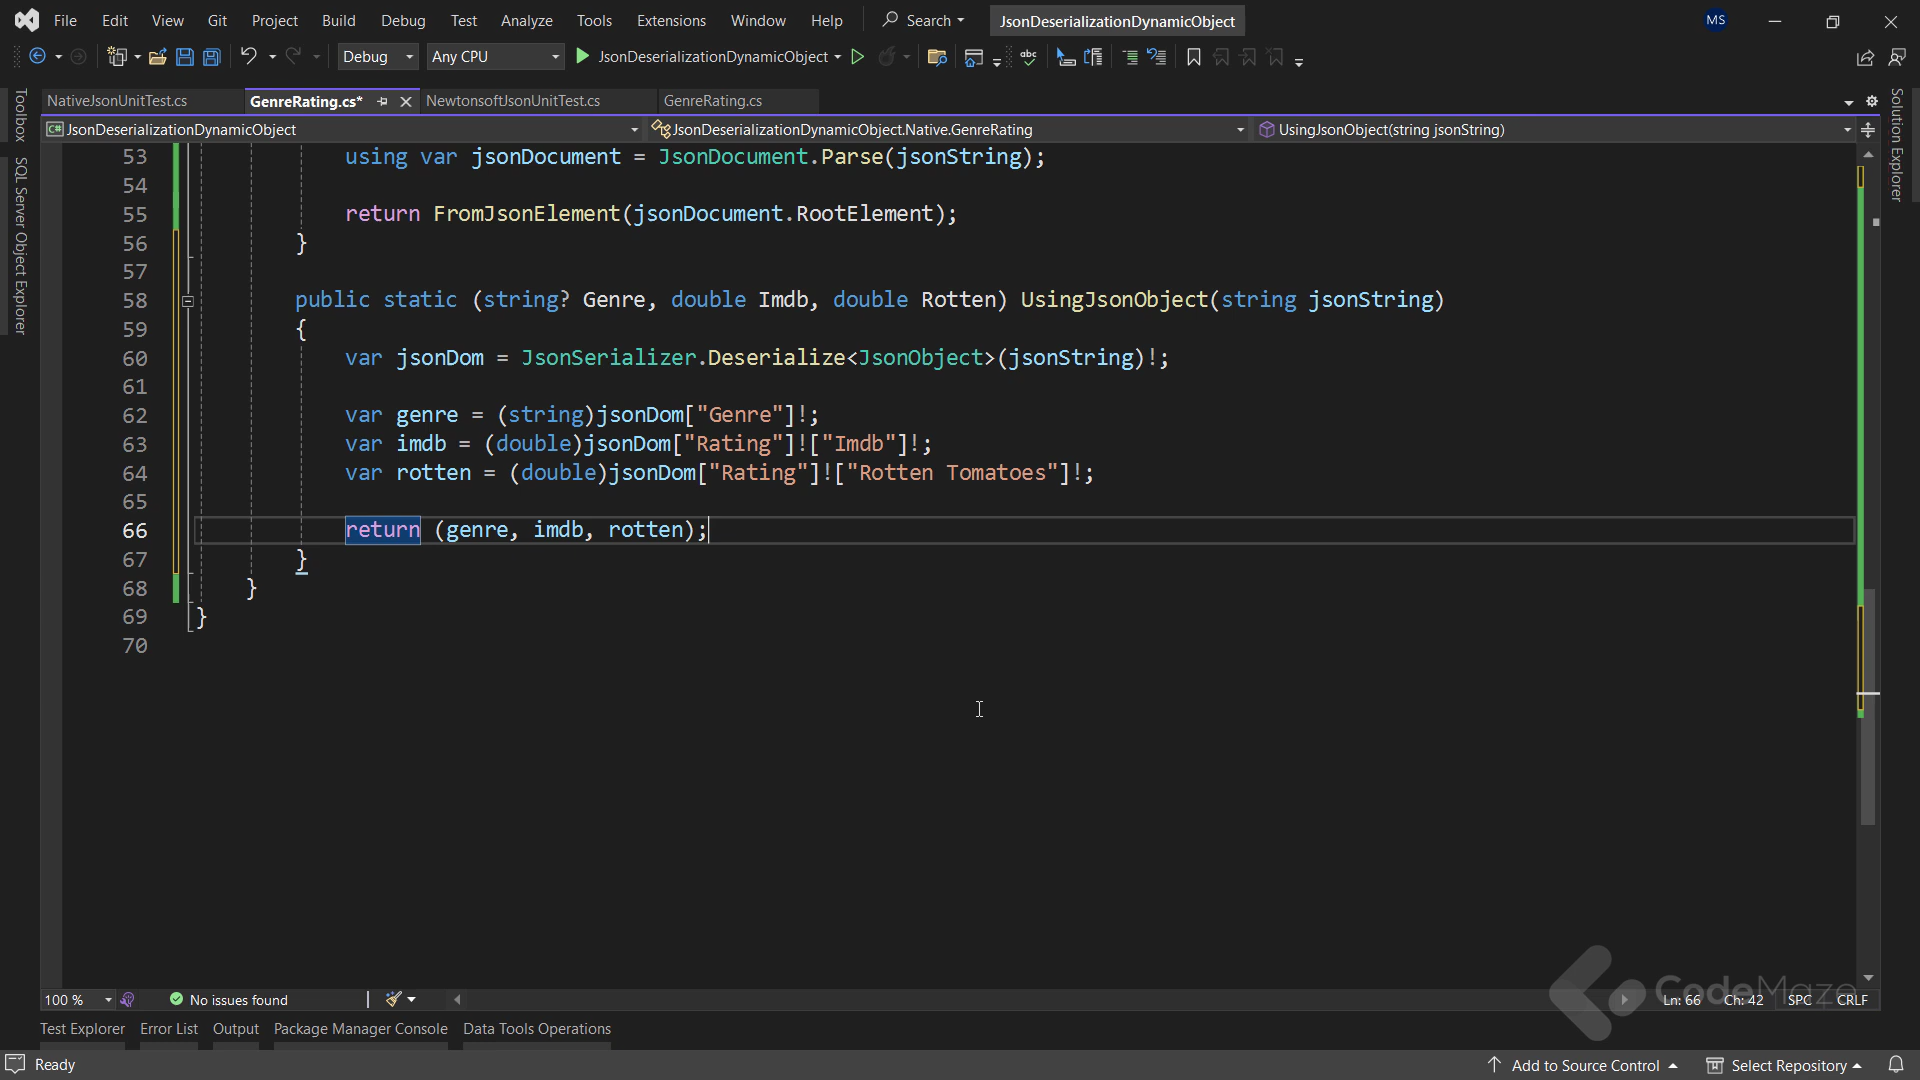 File Edit View Git Project Build Debug Test Analyze Tools Extensions Window Help Search JsonDeserializationDynamicObject MS
Debug Any CPU JsonDeserializationDynamicObject
NativeJsonUnitTest.cs GenreRating.cs* NewtonsoftJsonUnitTest.cs GenreRating.cs
JsonDeserializationDynamicObject JsonDeserializationDynamicObject.Native.GenreRating UsingJsonObject(string jsonString)
Toolbox
SQL Server Object Explorer
Solution Explorer
53 using var jsonDocument = JsonDocument.Parse(jsonString);
54
55 return FromJsonElement(jsonDocument.RootElement);
56 }
57
58 public static (string? Genre, double Imdb, double Rotten) UsingJsonObject(string jsonString)
59 {
60 var jsonDom = JsonSerializer.Deserialize<JsonObject>(jsonString)!;
61
62 var genre = (string)jsonDom["Genre"]!;
63 var imdb = (double)jsonDom["Rating"]!["Imdb"]!;
64 var rotten = (double)jsonDom["Rating"]!["Rotten Tomatoes"]!;
65
66 return (genre, imdb, rotten);
67 }
68 }
69 }
70
100 % No issues found Ln: 66 Ch: 42 SPC CRLF
CodeMaze
Test Explorer Error List Output Package Manager Console Data Tools Operations
Ready Add to Source Control Select Repository